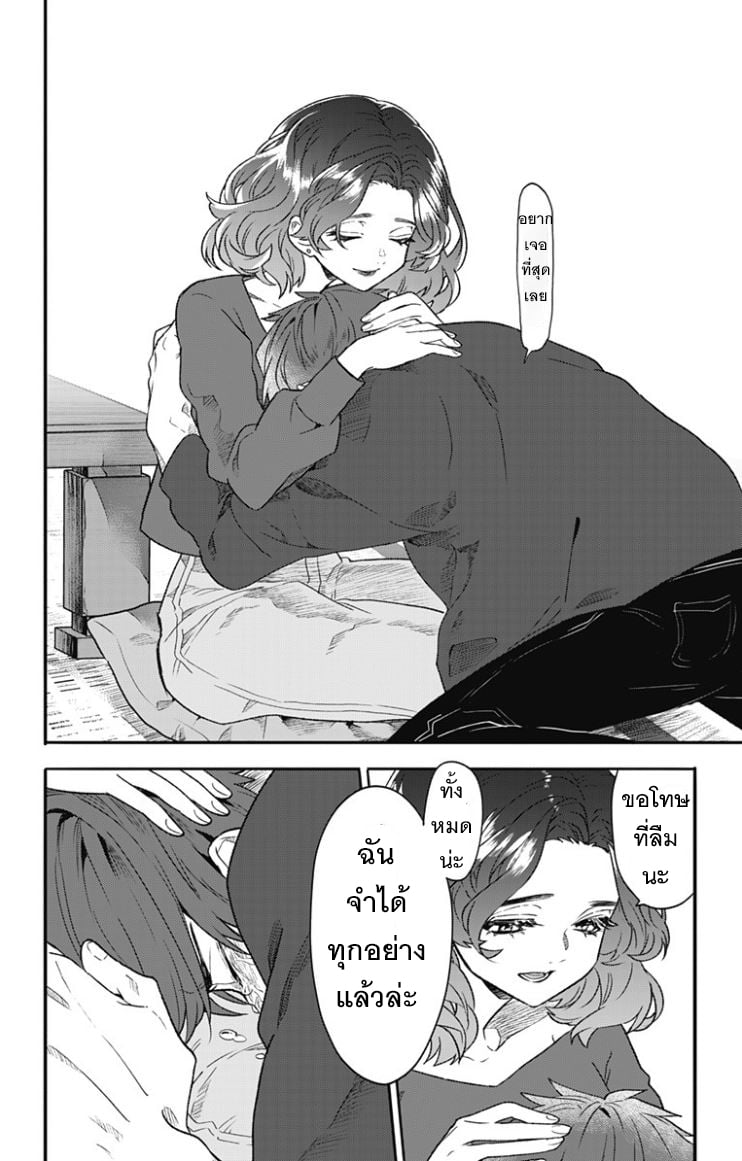 อยาก
เจอ
ที่สุด
เลย
ขอโทษ
ที่ลืม
นะ
ทั้ง
หมด
น่ะ
ฉัน
จำได้
ทุกอย่าง
แล้วล่ะ